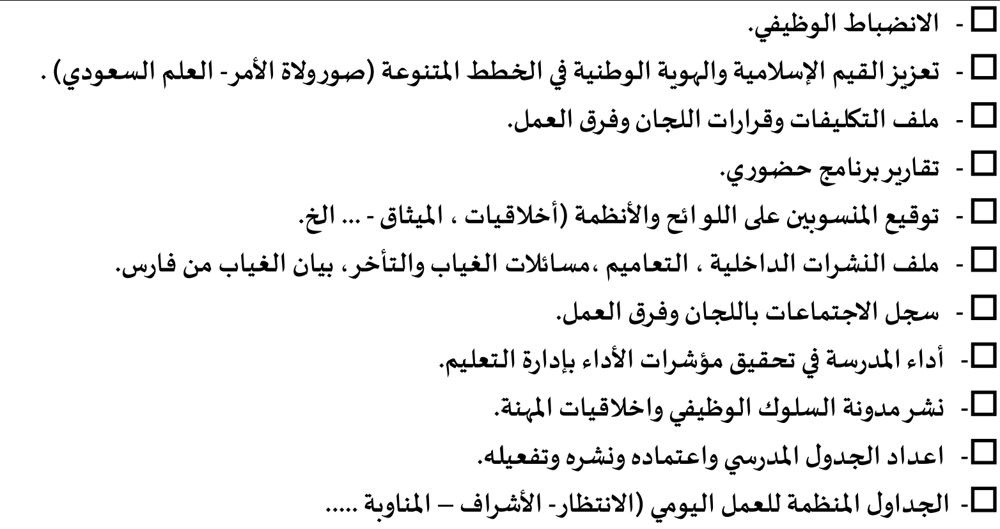 ☐ - الانضباط الوظيفي.
☐ - تعزيز القيم الإسلامية والهوية الوطنية في الخطط المتنوعة (صور ولاة الأمر - العلم السعودي) .
☐ - ملف التكليفات وقرارات اللجان وفرق العمل.
☐ - تقارير برنامج حضوري.
☐ - توقيع المنسوبين على اللوائح والأنظمة (أخلاقيات ، الميثاق - ... الخ.
☐ - ملف النشرات الداخلية ، التعاميم ،مسائلات الغياب والتأخر ، بيان الغياب من فارس.
☐ - سجل الاجتماعات باللجان وفرق العمل.
☐ - أداء المدرسة في تحقيق مؤشرات الأداء بإدارة التعليم.
☐ - نشر مدونة السلوك الوظيفي واخلاقيات المهنة.
☐ - اعداد الجدول المدرسي واعتماده ونشره وتفعيله.
☐ - الجداول المنظمة للعمل اليومي (الانتظار - الأشراف – المناوبة .....